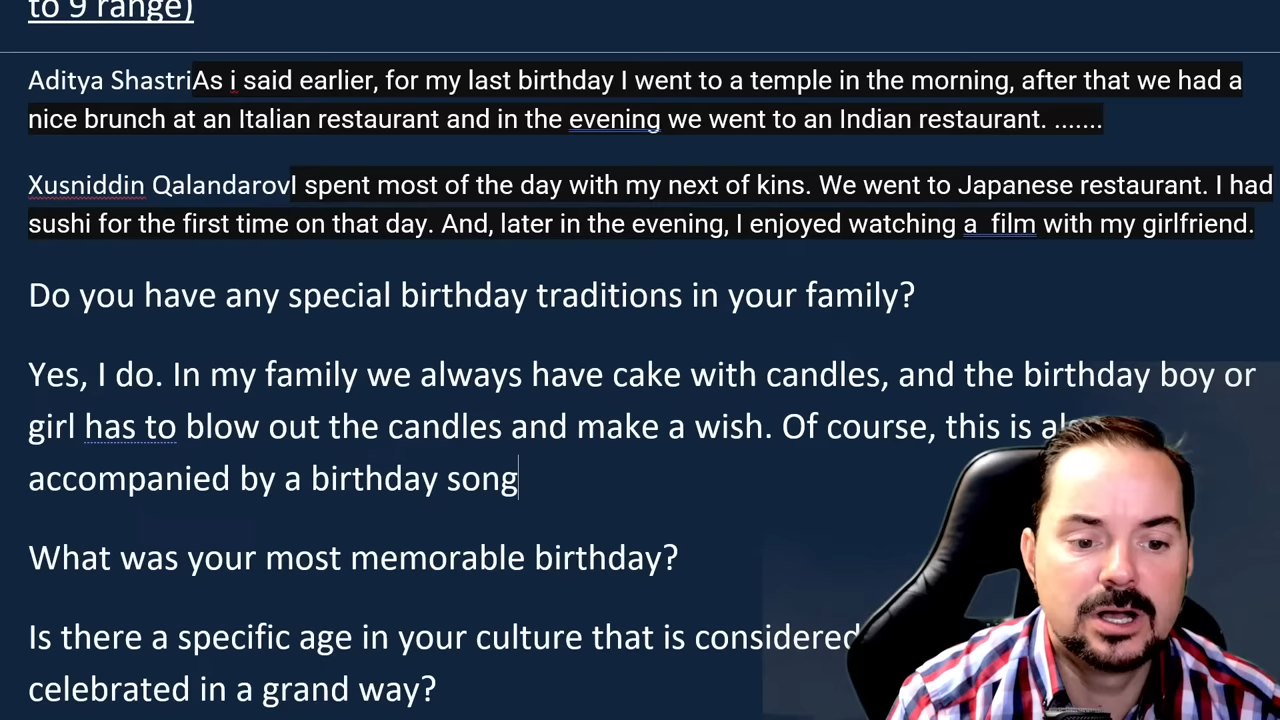 to 9 range)
Aditya ShastriAs i said earlier, for my last birthday I went to a temple in the morning, after that we had a
nice brunch at an Italian restaurant and in the evening we went to an Indian restaurant. .......
Xusniddin QalandarovI spent most of the day with my next of kins. We went to Japanese restaurant. I had
sushi for the first time on that day. And, later in the evening, I enjoyed watching a  film with my girlfriend.
Do you have any special birthday traditions in your family?
Yes, I do. In my family we always have cake with candles, and the birthday boy or
girl has to blow out the candles and make a wish. Of course, this is
accompanied by a birthday song
What was your most memorable birthday?
Is there a specific age in your culture that is considered
celebrated in a grand way?